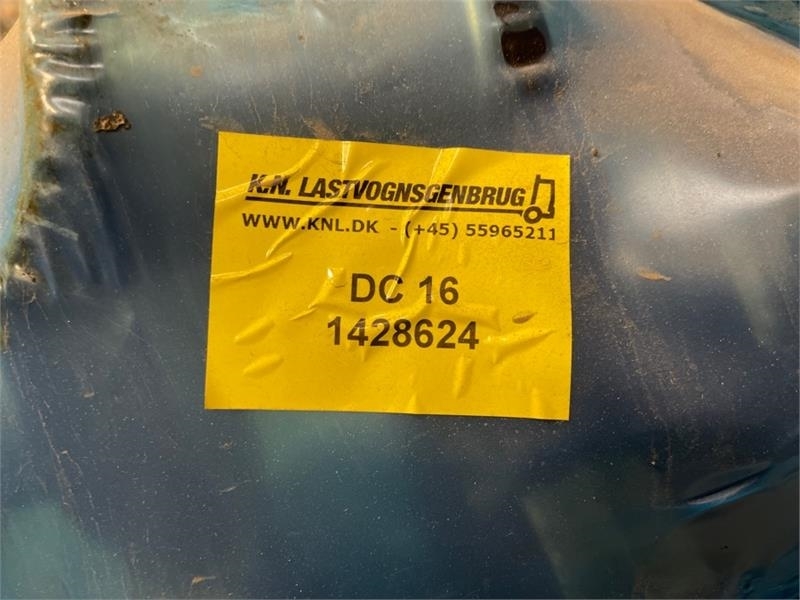 K.N. LASTVOGNSGENBRUG
WWW.KNL.DK - (+45) 55965211
DC 16
1428624